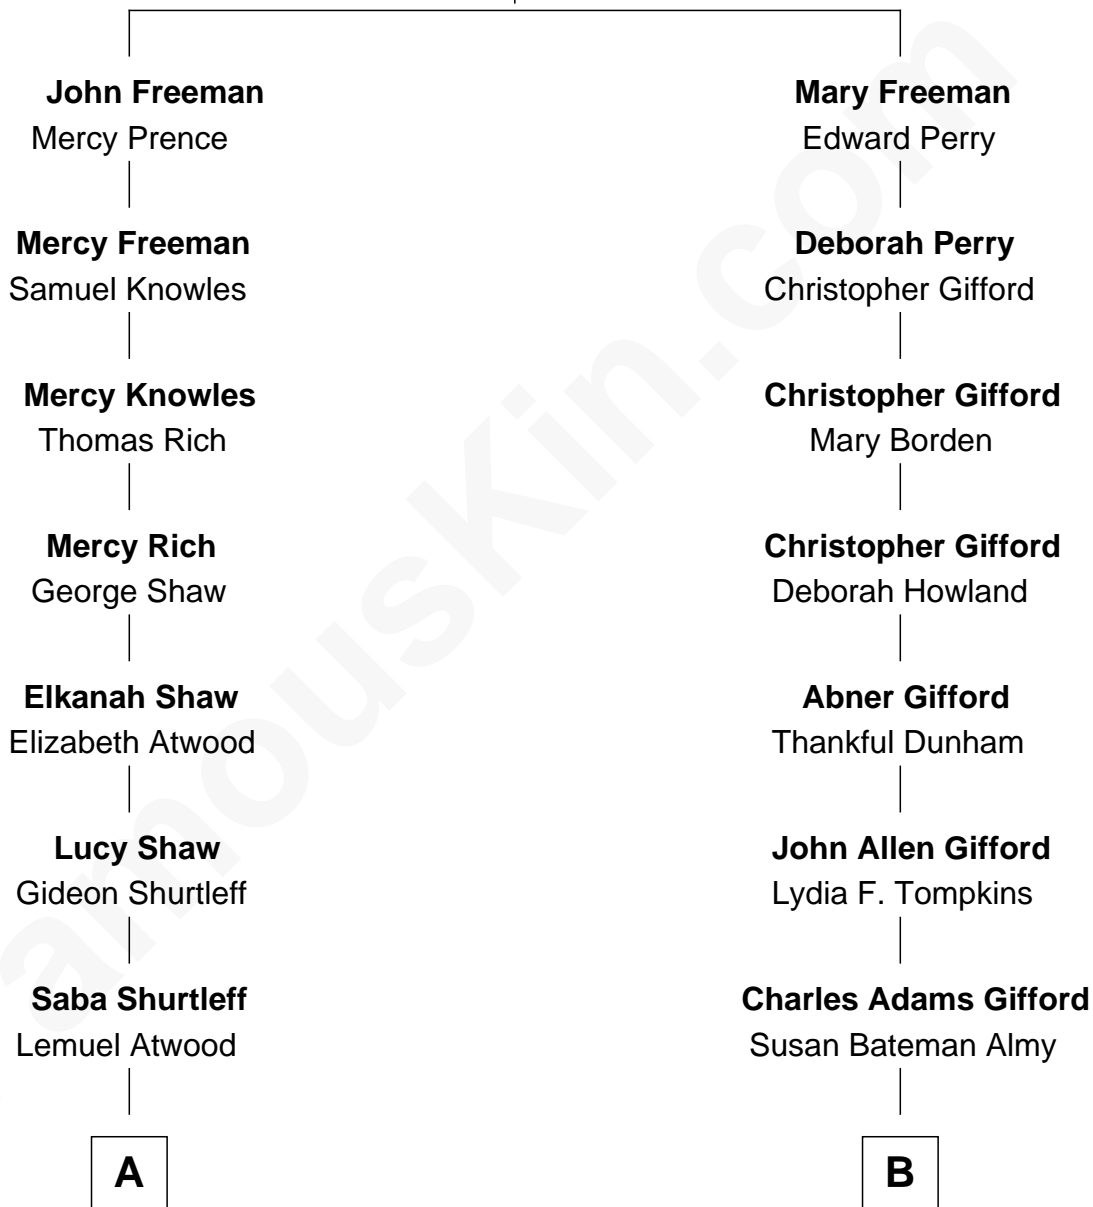 John Freeman
Mercy Prence
Mercy Freeman
Samuel Knowles
Mercy Knowles
Thomas Rich
Mercy Rich
George Shaw
Elkanah Shaw
Elizabeth Atwood
Lucy Shaw
Gideon Shurtleff
Saba Shurtleff
Lemuel Atwood
A
Mary Freeman
Edward Perry
Deborah Perry
Christopher Gifford
Christopher Gifford
Mary Borden
Christopher Gifford
Deborah Howland
Abner Gifford
Thankful Dunham
John Allen Gifford
Lydia F. Tompkins
Charles Adams Gifford
Susan Bateman Almy
B
amousKin.com